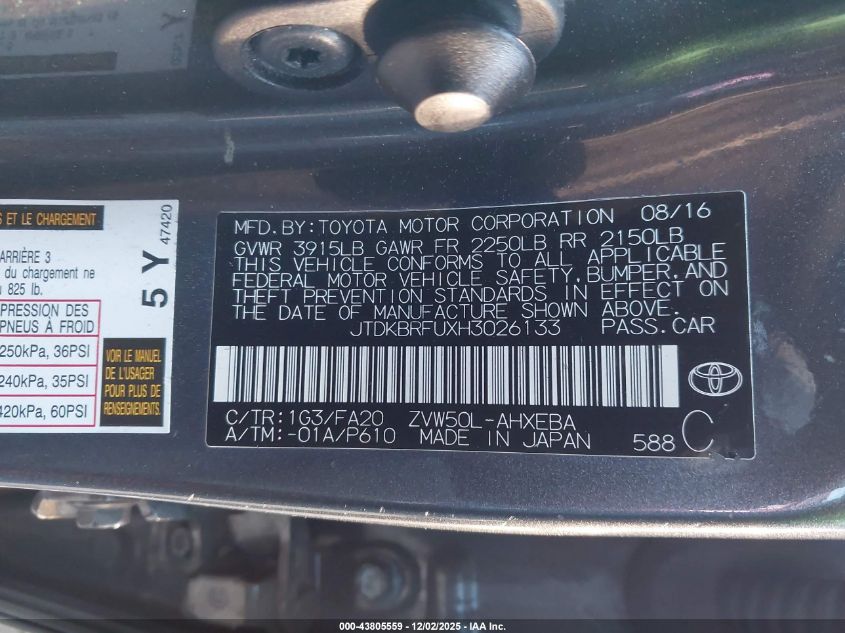 S ET LE CHARGEMENT
ARRIÈRE 3
du chargement ne
825 lb.
PRESSION DES
PNEUS À FROID
250kPa, 36PSI
240kPa, 35PSI
420kPa, 60PSI
5 Y
47420
VOIR LE MANUEL
DE L'USAGER
POUR PLUS DE
RENSEIGNEMENTS.
MFD.BY:TOYOTA MOTOR CORPORATION 08/16
GVWR 3915LB GAWR FR 2250LB RR 2150LB
THIS VEHICLE CONFORMS TO ALL APPLICABLE
FEDERAL MOTOR VEHICLE SAFETY,BUMPER,AND
THEFT PREVENTION STANDARDS IN EFFECT ON
THE DATE OF MANUFACTURE SHOWN ABOVE.
JTDKBRFUXH3026133 PASS.CAR
C/TR:1G3/FA20 ZVW50L-AHXEBA
A/TM:-01A/P610 MADE IN JAPAN 588 C
000-43805559 - 12/02/2025 - IAA Inc.